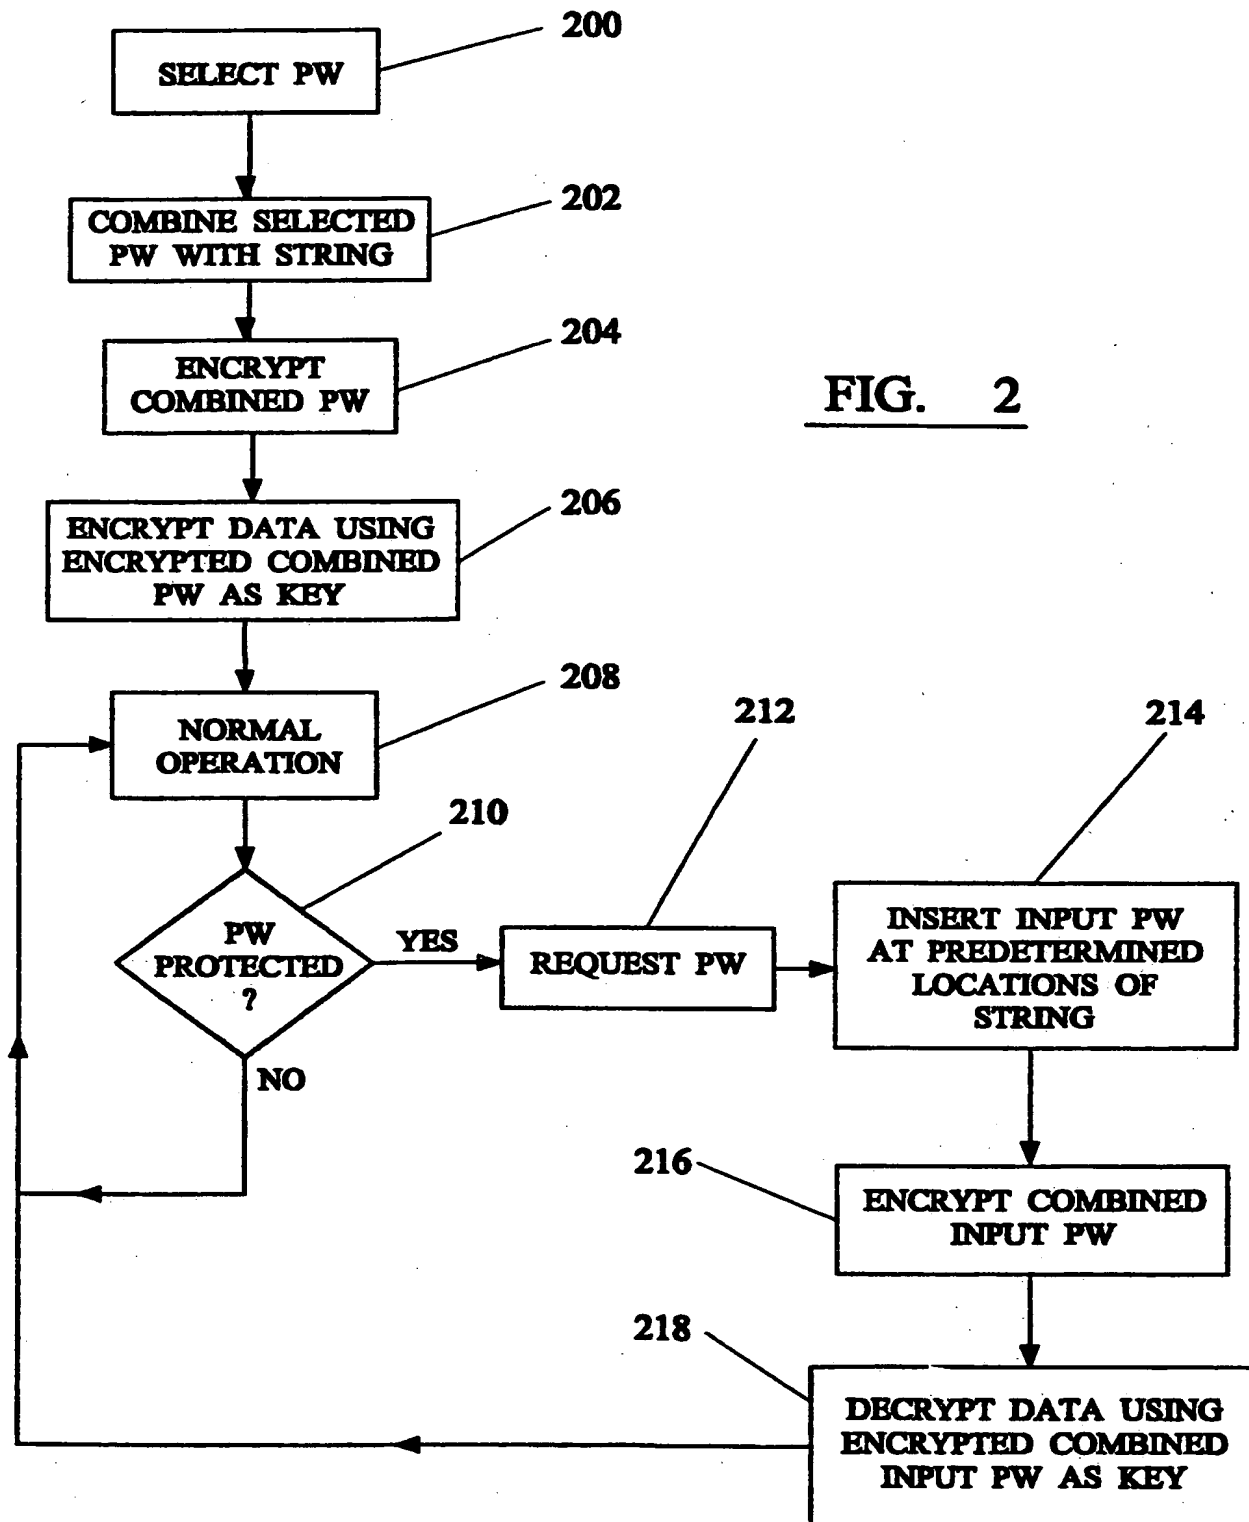 200
SELECT PW
202
COMBINE SELECTED
PW WITH STRING
204
ENCRYPT
COMBINED PW
FIG. 2
206
ENCRYPT DATA USING
ENCRYPTED COMBINED
PW AS KEY
208
NORMAL
OPERATION
210
PW
PROTECTED
?
YES
NO
212
REQUEST PW
214
INSERT INPUT PW
AT PREDETERMINED
LOCATIONS OF
STRING
216
ENCRYPT COMBINED
INPUT PW
218
DECRYPT DATA USING
ENCRYPTED COMBINED
INPUT PW AS KEY